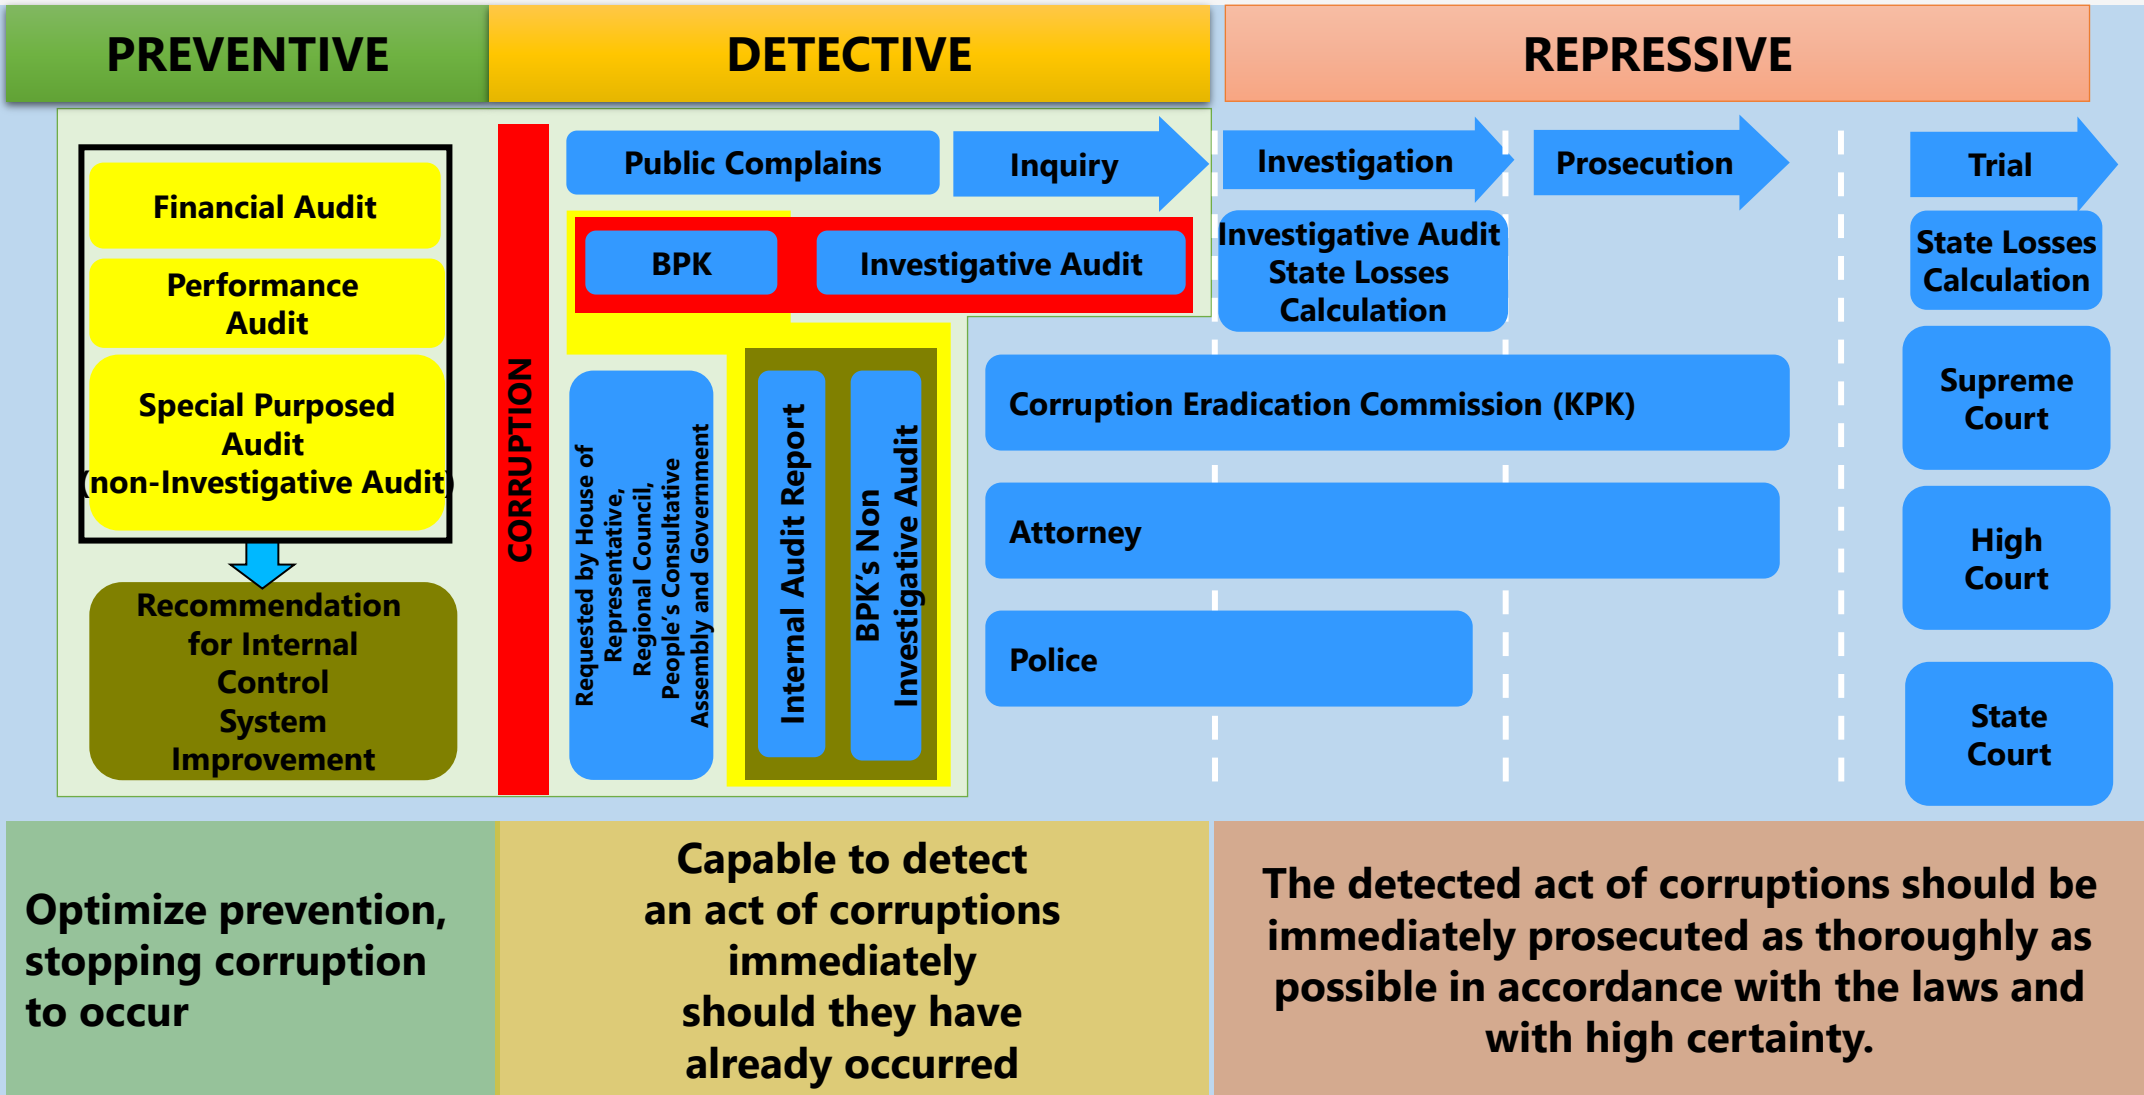 PREVENTIVE
DETECTIVE
REPRESSIVE
Financial Audit
Performance
Audit
Special Purposed
Audit
(non-Investigative Audit)
Recommendation
for Internal
Control
System
Improvement
CORRUPTION
Public Complains
Inquiry
BPK
Investigative Audit
Requested by House of
Representative,
Regional Council,
People’s Consultative
Assembly and Government
Internal Audit Report
BPK’s Non
Investigative Audit
Investigation
Prosecution
Trial
Investigative Audit
State Losses
Calculation
State Losses
Calculation
Corruption Eradication Commission (KPK)
Attorney
Police
Supreme
Court
High
Court
State
Court
Optimize prevention,
stopping corruption
to occur
Capable to detect
an act of corruptions
immediately
should they have
already occurred
The detected act of corruptions should be
immediately prosecuted as thoroughly as
possible in accordance with the laws and
with high certainty.